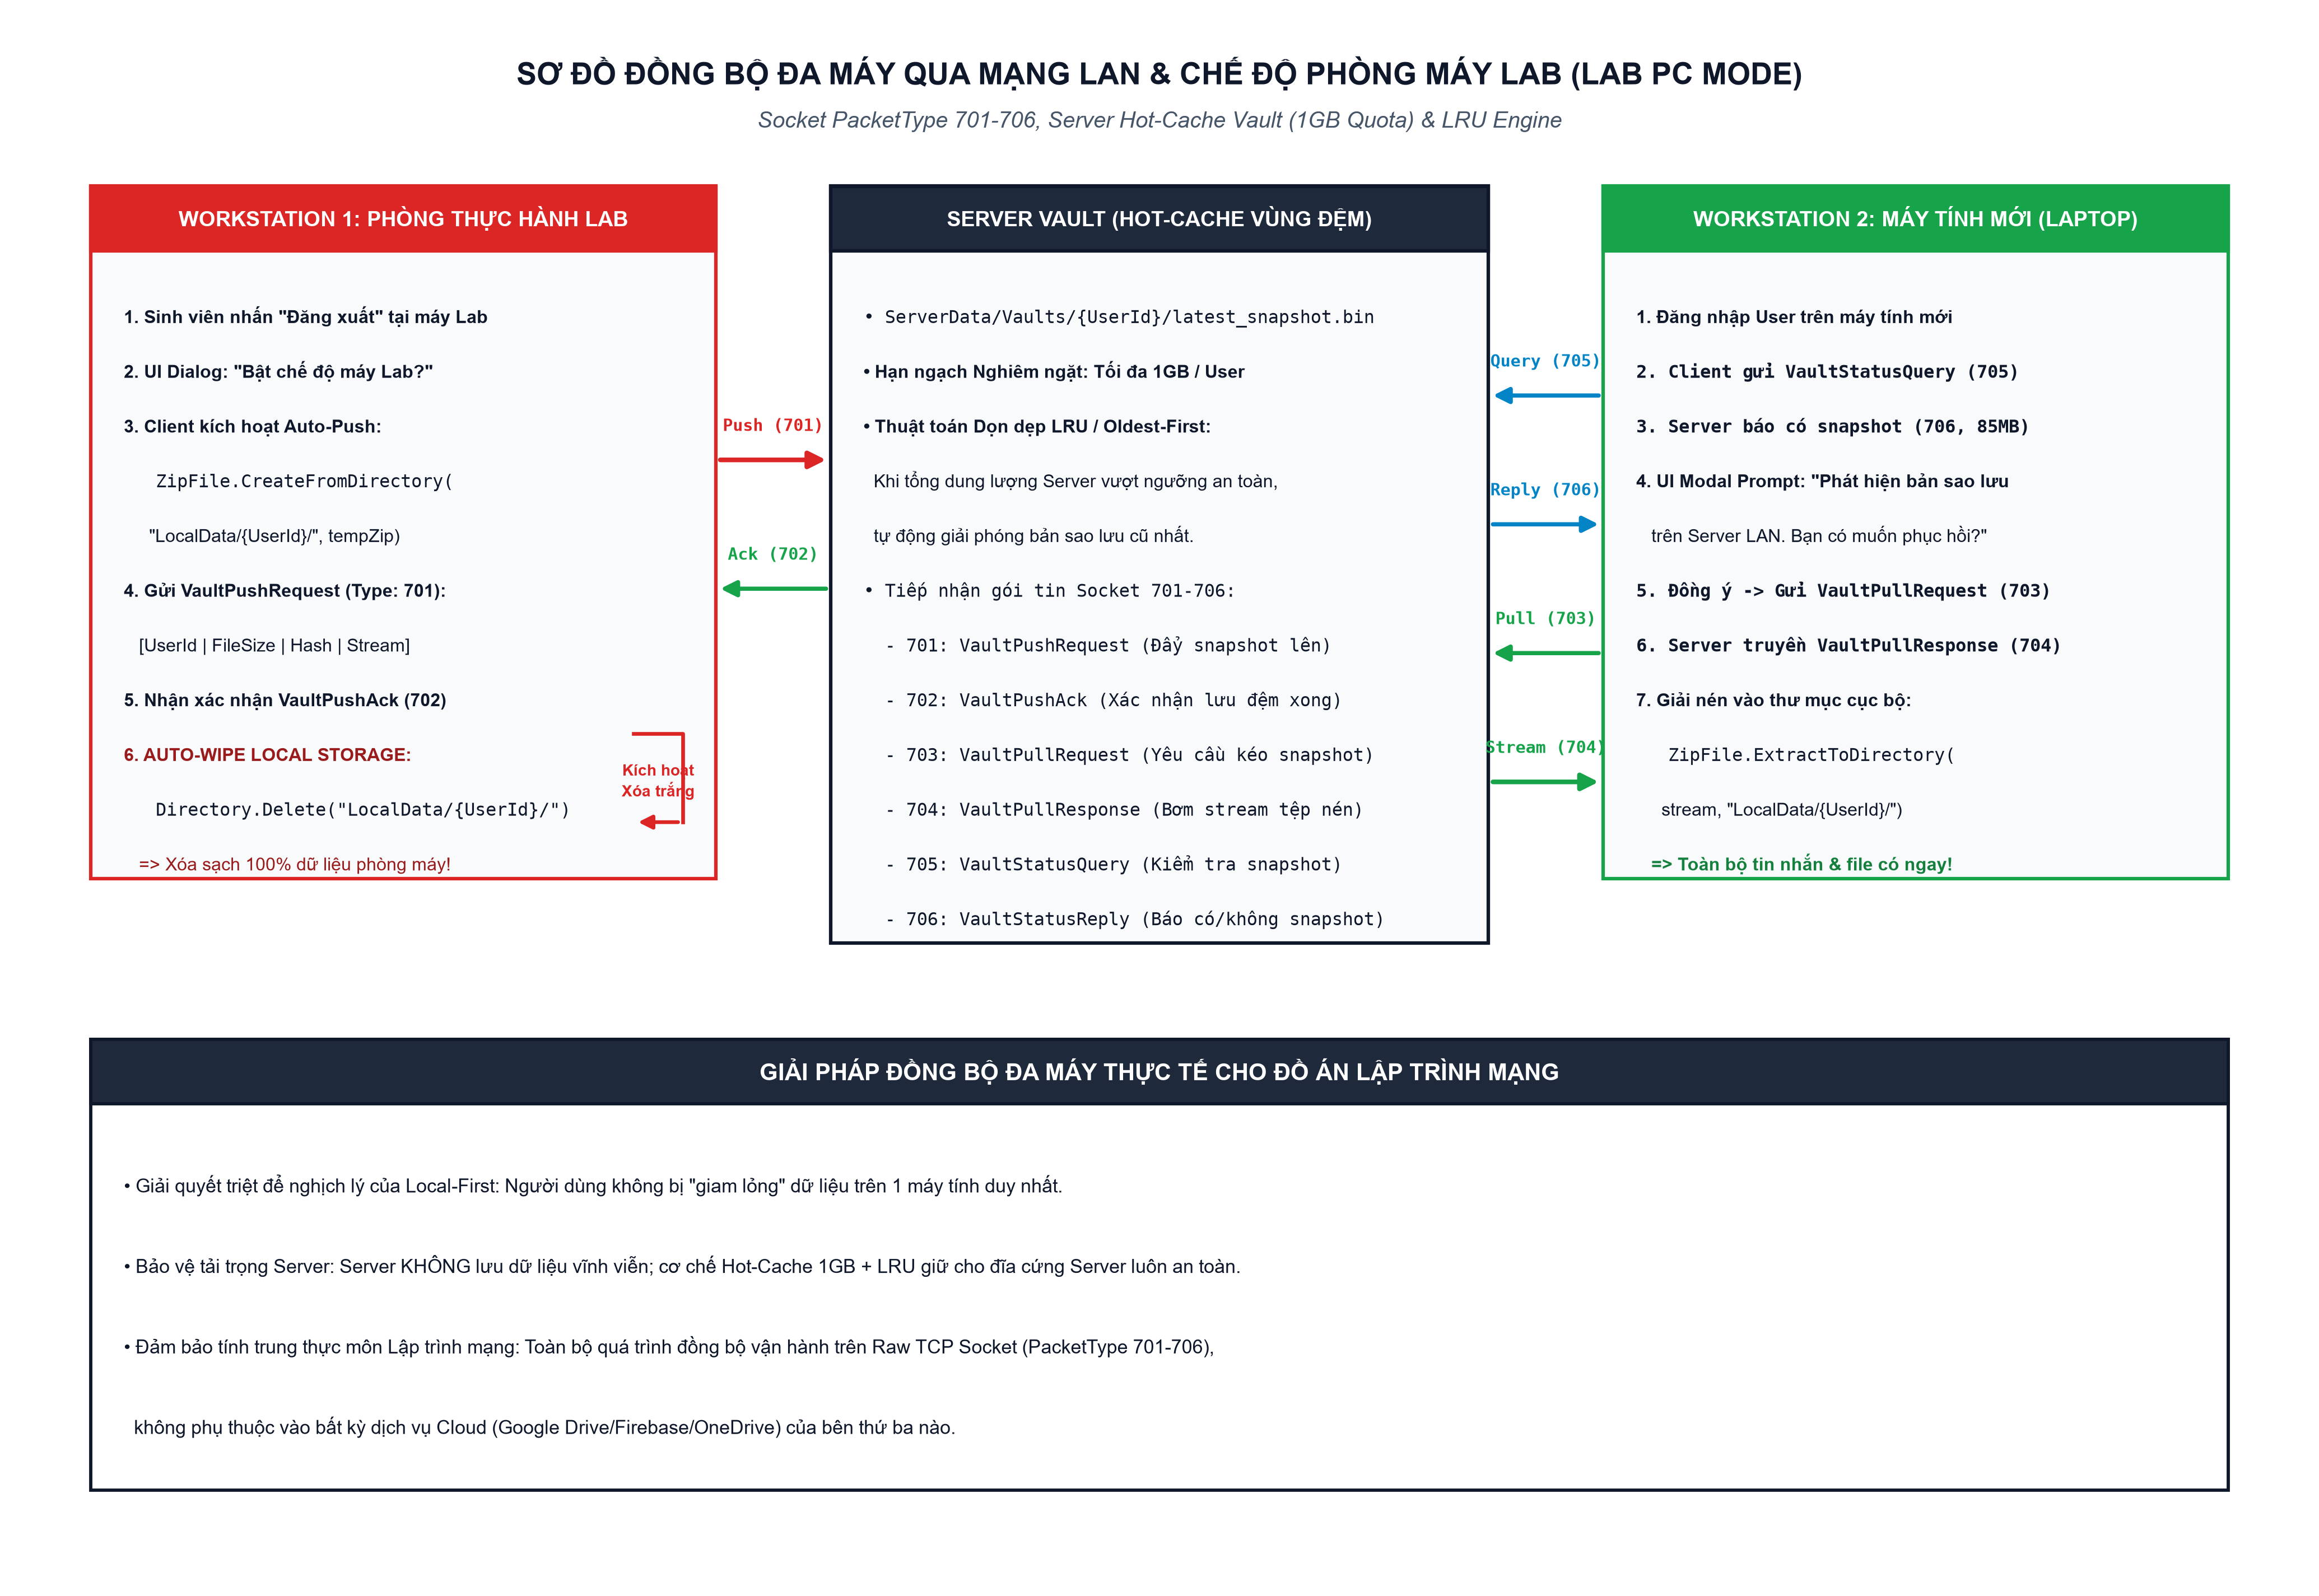 SƠ ĐỒ ĐỒNG BỘ ĐA MÁY QUA MẠNG LAN & CHẾ ĐỘ PHÒNG MÁY LAB (LAB PC MODE)
Socket PacketType 701-706, Server Hot-Cache Vault (1GB Quota) & LRU Engine
WORKSTATION 1: PHÒNG THỰC HÀNH LAB
1. Sinh viên nhấn "Đăng xuất" tại máy Lab
2. UI Dialog: "Bật chế độ máy Lab?"
3. Client kích hoạt Auto-Push:
ZipFile.CreateFromDirectory(
"LocalData/{UserId}/", tempZip)
4. Gửi VaultPushRequest (Type: 701):
[UserId | FileSize | Hash | Stream]
5. Nhận xác nhận VaultPushAck (702)
6. AUTO-WIPE LOCAL STORAGE:
Directory.Delete("LocalData/{UserId}/")
=> Xóa sạch 100% dữ liệu phòng máy!
Kích hoạt
Xóa trắng
Push (701)
Ack (702)
SERVER VAULT (HOT-CACHE VÙNG ĐỆM)
• ServerData/Vaults/{UserId}/latest_snapshot.bin
• Hạn ngạch Nghiêm ngặt: Tối đa 1GB / User
• Thuật toán Dọn dẹp LRU / Oldest-First:
Khi tổng dung lượng Server vượt ngưỡng an toàn,
tự động giải phóng bản sao lưu cũ nhất.
• Tiếp nhận gói tin Socket 701-706:
- 701: VaultPushRequest (Đẩy snapshot lên)
- 702: VaultPushAck (Xác nhận lưu đệm xong)
- 703: VaultPullRequest (Yêu cầu kéo snapshot)
- 704: VaultPullResponse (Bơm stream tệp nén)
- 705: VaultStatusQuery (Kiểm tra snapshot)
- 706: VaultStatusReply (Báo có/không snapshot)
Query (705)
Reply (706)
Pull (703)
Stream (704)
WORKSTATION 2: MÁY TÍNH MỚI (LAPTOP)
1. Đăng nhập User trên máy tính mới
2. Client gửi VaultStatusQuery (705)
3. Server báo có snapshot (706, 85MB)
4. UI Modal Prompt: "Phát hiện bản sao lưu
trên Server LAN. Bạn có muốn phục hồi?"
5. Đồng ý -> Gửi VaultPullRequest (703)
6. Server truyền VaultPullResponse (704)
7. Giải nén vào thư mục cục bộ:
ZipFile.ExtractToDirectory(
stream, "LocalData/{UserId}/")
=> Toàn bộ tin nhắn & file có ngay!
GIẢI PHÁP ĐỒNG BỘ ĐA MÁY THỰC TẾ CHO ĐỒ ÁN LẬP TRÌNH MẠNG
• Giải quyết triệt để nghịch lý của Local-First: Người dùng không bị "giam lỏng" dữ liệu trên 1 máy tính duy nhất.
• Bảo vệ tải trọng Server: Server KHÔNG lưu dữ liệu vĩnh viễn; cơ chế Hot-Cache 1GB + LRU giữ cho đĩa cứng Server luôn an toàn.
• Đảm bảo tính trung thực môn Lập trình mạng: Toàn bộ quá trình đồng bộ vận hành trên Raw TCP Socket (PacketType 701-706),
không phụ thuộc vào bất kỳ dịch vụ Cloud (Google Drive/Firebase/OneDrive) của bên thứ ba nào.